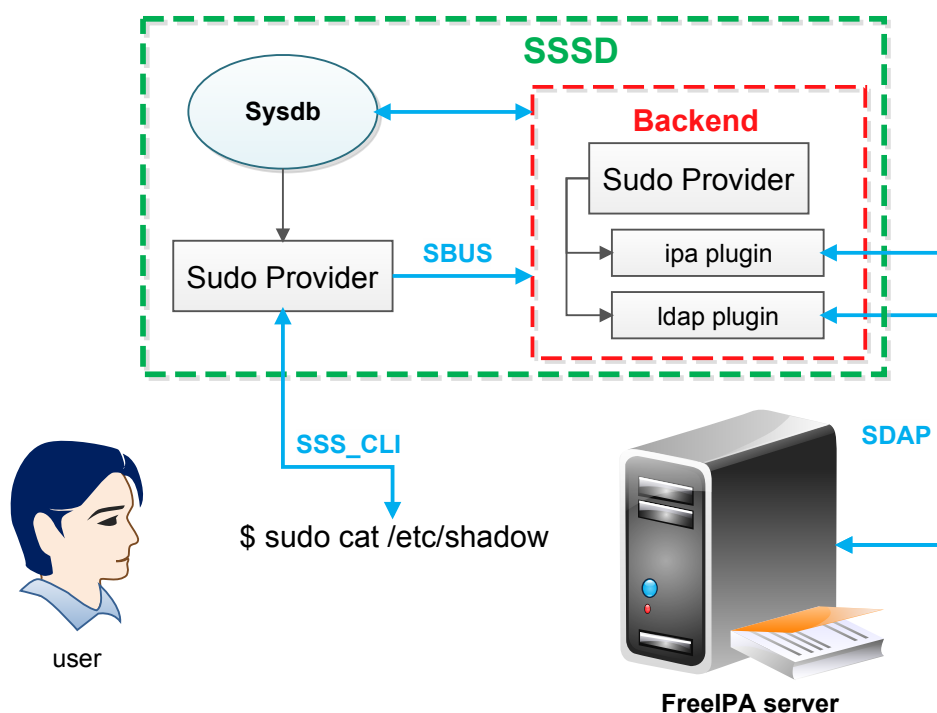 SSSD
Sysdb
Backend
Sudo Provider
SBUS
ipa plugin
Sudo Provider
ldap plugin
SSS_CLI
SDAP
$ sudo cat /etc/shadow
user
FreeIPA server